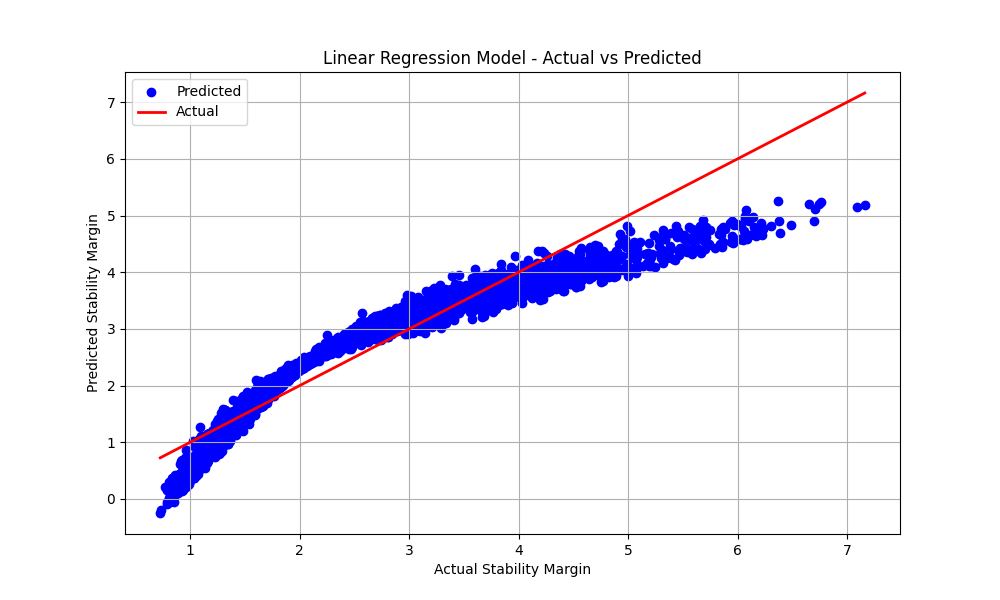 Linear Regression Model - Actual vs Predicted
Predicted
Actual
7
6
5
4
3
2
1
0
Predicted Stability Margin
1 2 3 4 5 6 7
Actual Stability Margin